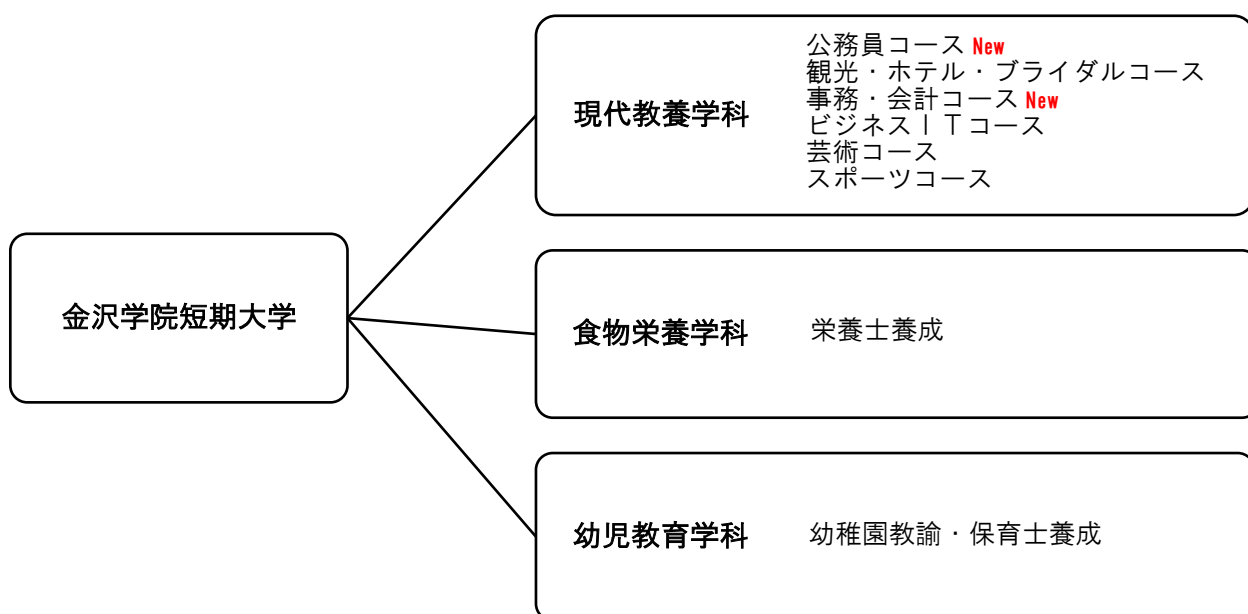 金沢学院短期大学
現代教養学科
公務員コース New
観光・ホテル・ブライダルコース
事務・会計コース New
ビジネスＩＴコース
芸術コース
スポーツコース
食物栄養学科
栄養士養成
幼児教育学科
幼稚園教諭・保育士養成